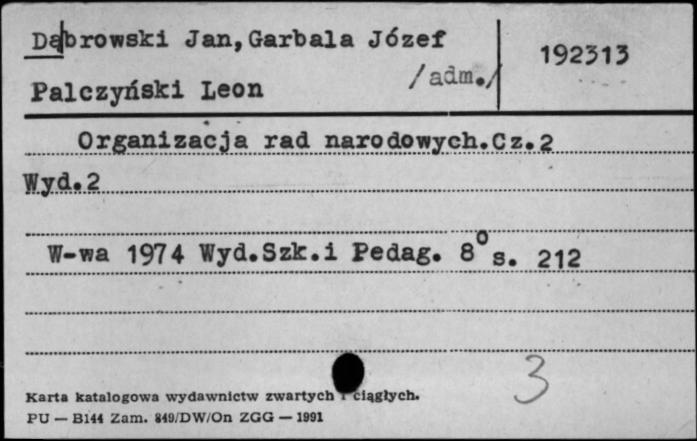 Dąbrowski Jan, Garbala Józef
192313
Palczyński Leon /adm./
Organizacja rad narodowych.Cz.2
Wyd.2
W-wa 1974 Wyd.Szk.i Pedag. 8° s. 212
3
Karta katalogowa wydawnictw zwartych i ciągłych.
PU — B144 Zam. 849/DW/On ZGG — 1991